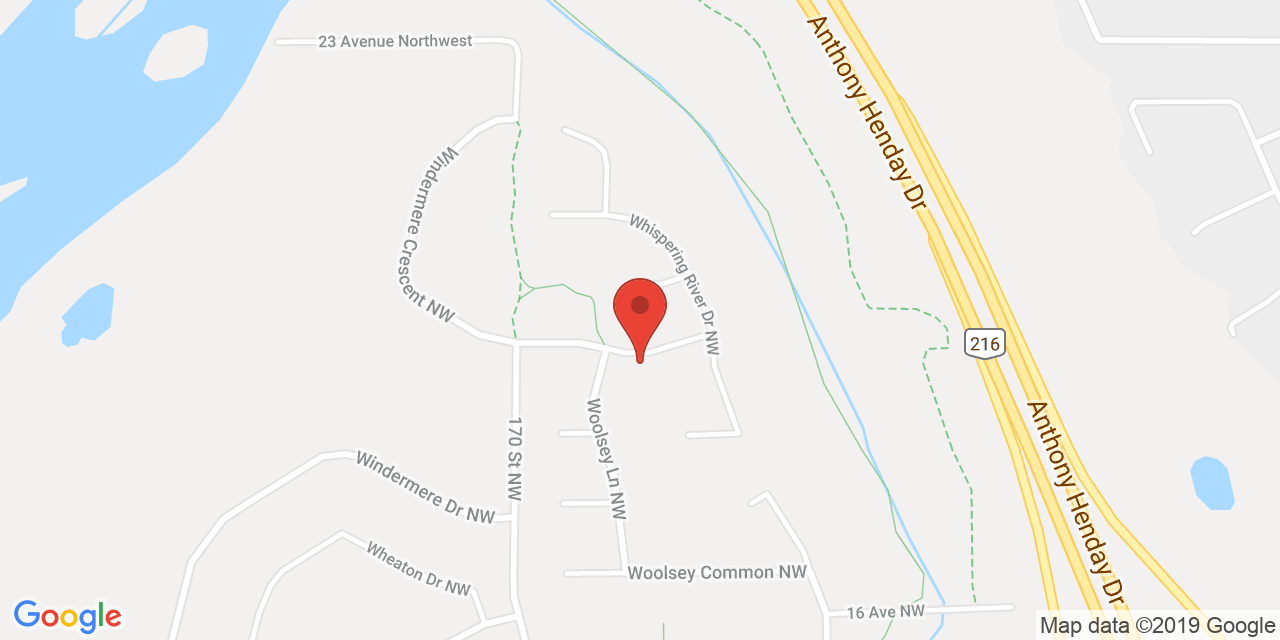 23 Avenue Northwest
Anthony Henday Dr
Windermere Crescent NW
Whispering River Dr NW
216
170 St NW
Woolsey Ln NW
Anthony Henday Dr
Windermere Dr NW
Wheaton Dr NW
Woolsey Common NW
16 Ave NW
Google
Map data ©2019 Google